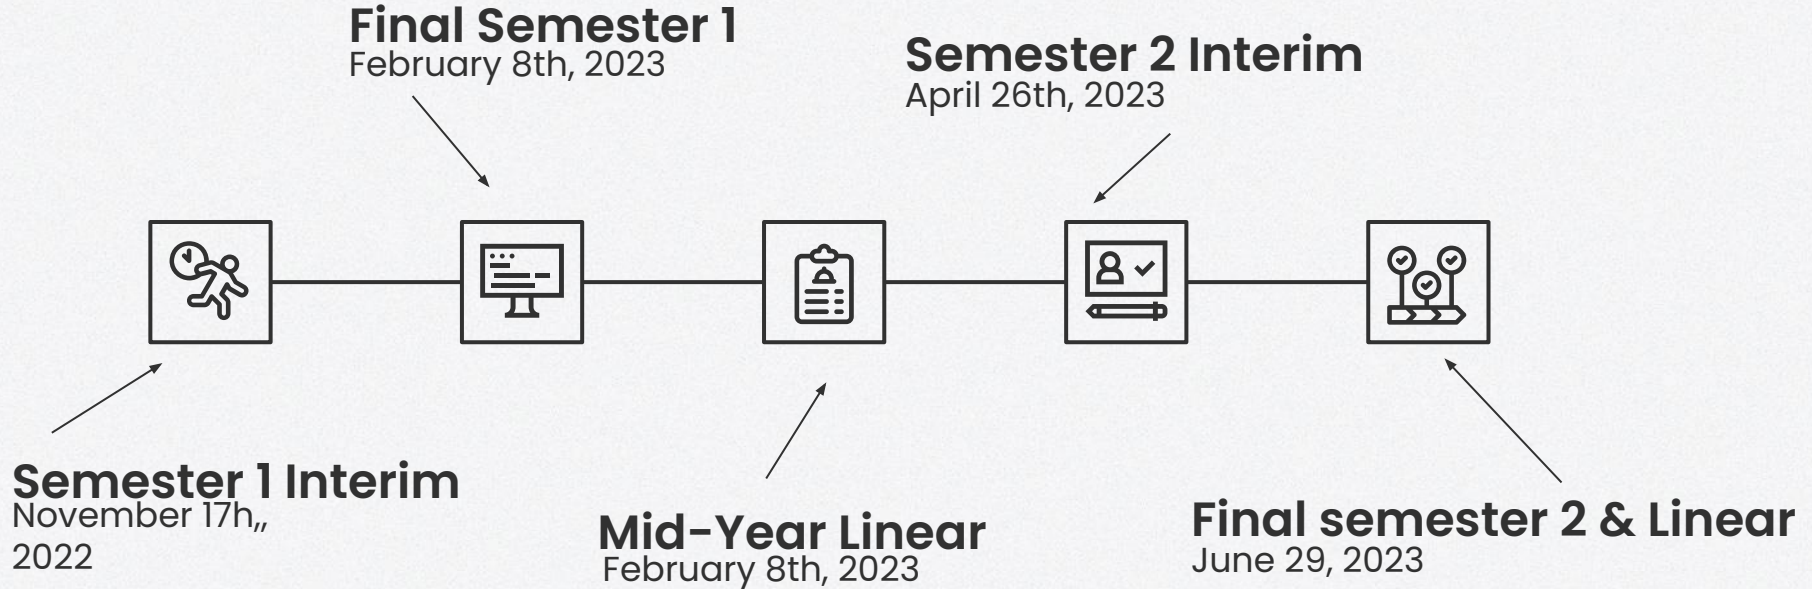 Final Semester 1
February 8th, 2023
Semester 2 Interim
April 26th, 2023
Semester 1 Interim
November 17h,,
2022
Mid-Year Linear
February 8th, 2023
Final semester 2 & Linear
June 29, 2023